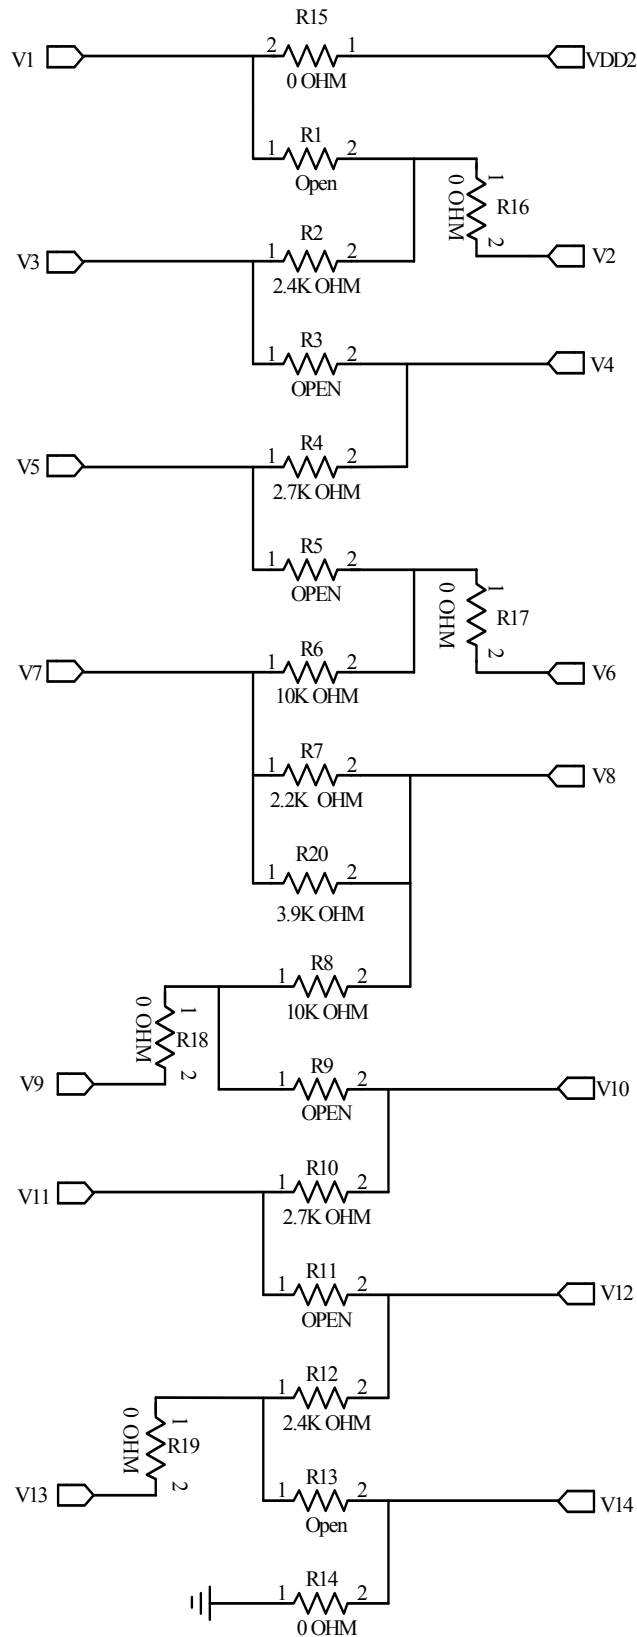 R15
V1 2 1 VDD2
0 OHM
R1
1 2
Open
1
0 OHM R16
2
R2
V3 1 2 V2
2.4K OHM
R3
1 2 V4
OPEN
R4
V5 1 2
2.7K OHM
R5
1 2
OPEN
1
0 OHM R17
2
R6
V7 1 2 V6
10K OHM
R7
1 2 V8
2.2K OHM
R20
1 2
3.9K OHM
R8
1 2
10K OHM
1
0 OHM R18
2
R9
V9 1 2 V10
OPEN
R10
V11 1 2
2.7K OHM
R11
1 2 V12
OPEN
R12
1 2
2.4K OHM
1
0 OHM R19
2
R13
V13 1 2 V14
Open
R14
1 2
0 OHM